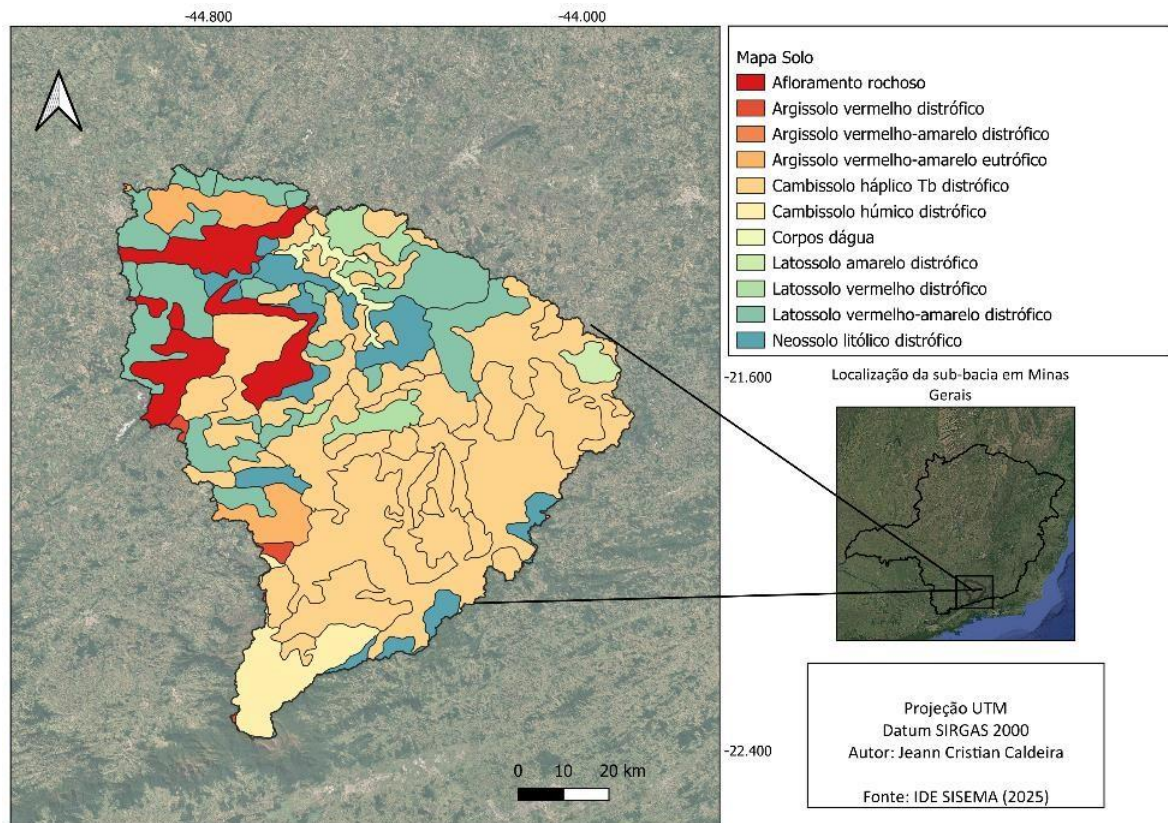 -44.800
-44.000
Mapa Solo
Afloramento rochoso
Argissolo vermelho distrófico
Argissolo vermelho-amarelo distrófico
Argissolo vermelho-amarelo eutrófico
Cambissolo háplico Tb distrófico
Cambissolo húmico distrófico
Corpos dágua
Latossolo amarelo distrófico
Latossolo vermelho distrófico
Latossolo vermelho-amarelo distrófico
Neossolo litólico distrófico
-21.600
Localização da sub-bacia em Minas
Gerais
-22.400
Projeção UTM
Datum SIRGAS 2000
Autor: Jeann Cristian Caldeira
Fonte: IDE SISEMA (2025)
0 10 20 km